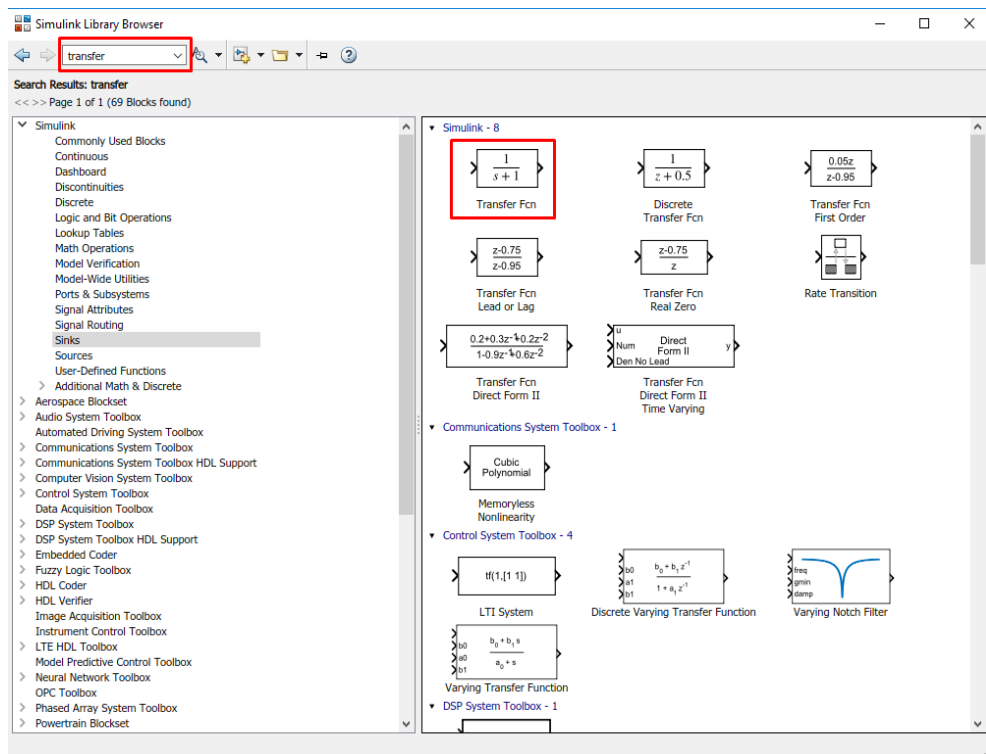 Simulink Library Browser
transfer
Search Results: transfer
<< >> Page 1 of 1 (69 Blocks found)
Simulink
Commonly Used Blocks
Continuous
Dashboard
Discontinuities
Discrete
Logic and Bit Operations
Lookup Tables
Math Operations
Model Verification
Model-Wide Utilities
Ports & Subsystems
Signal Attributes
Signal Routing
Sinks
Sources
User-Defined Functions
Additional Math & Discrete
Aerospace Blockset
Audio System Toolbox
Automated Driving System Toolbox
Communications System Toolbox
Communications System Toolbox HDL Support
Computer Vision System Toolbox
Control System Toolbox
Data Acquisition Toolbox
DSP System Toolbox
DSP System Toolbox HDL Support
Embedded Coder
Fuzzy Logic Toolbox
HDL Coder
HDL Verifier
Image Acquisition Toolbox
Instrument Control Toolbox
LTE HDL Toolbox
Model Predictive Control Toolbox
Neural Network Toolbox
OPC Toolbox
Phased Array System Toolbox
Powertrain Blockset
Simulink - 8
1
s + 1
Transfer Fcn
1
z + 0.5
Discrete
Transfer Fcn
0.05z
z-0.95
Transfer Fcn
First Order
z-0.75
z-0.95
Transfer Fcn
Lead or Lag
z-0.75
z
Transfer Fcn
Real Zero
Rate Transition
0.2+0.3z⁻¹+0.2z⁻²
1-0.9z⁻¹+0.6z⁻²
Transfer Fcn
Direct Form II
u
Num
Den No Lead
Direct
Form II
y
Transfer Fcn
Direct Form II
Time Varying
Communications System Toolbox - 1
Cubic
Polynomial
Memoryless
Nonlinearity
Control System Toolbox - 4
tf(1,[1 1])
LTI System
b0
a1
b1
b₀ + b₁ z⁻¹
1 + a₁ z⁻¹
Discrete Varying Transfer Function
freq
gmin
damp
Varying Notch Filter
b0
a0
b1
b₀ + b₁ s
a₀ + s
Varying Transfer Function
DSP System Toolbox - 1